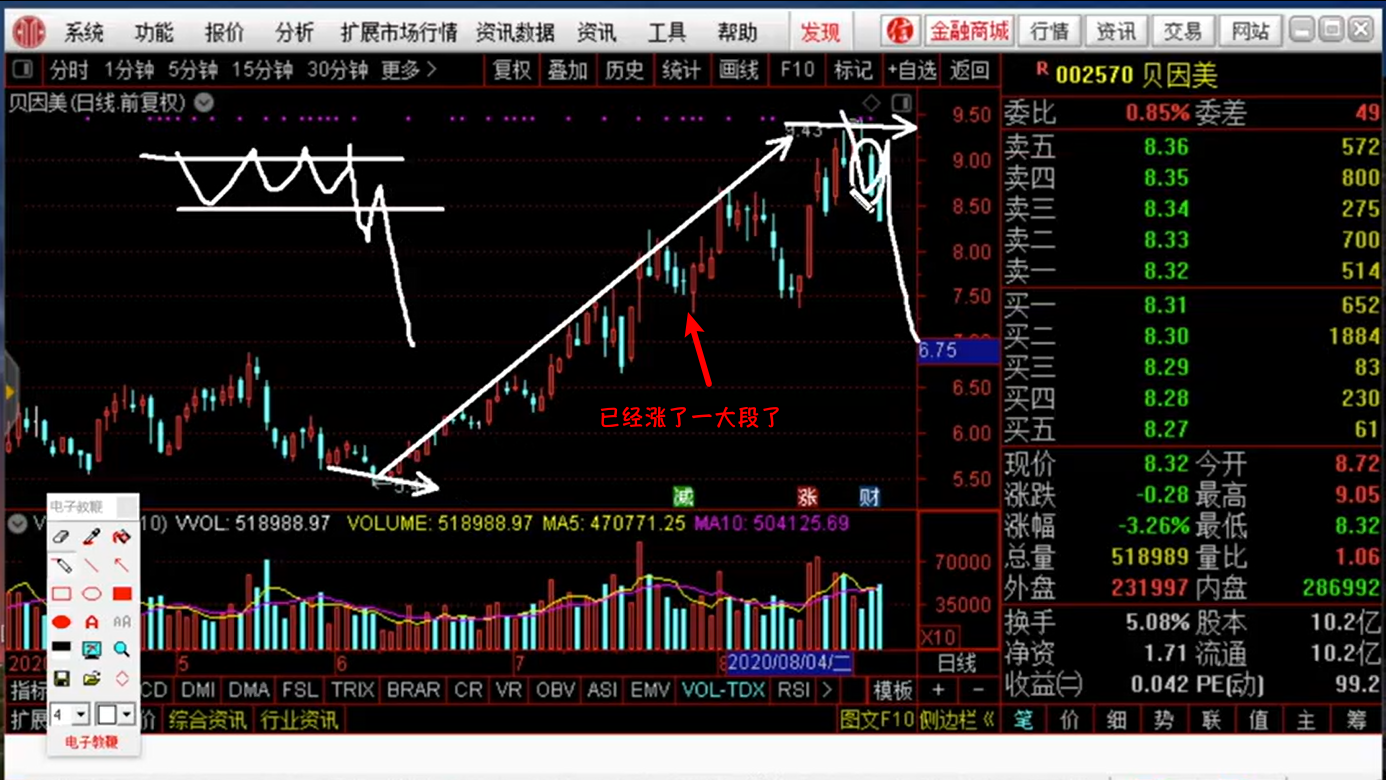 系统 功能 报价 分析 扩展市场行情 资讯数据 资讯 工具 帮助 发现 信 金融商城 行情 资讯 交易 网站
分时 1分钟 5分钟 15分钟 30分钟 更多 > 复权 叠加 历史 统计 画线 F10 标记 +自选 返回
R 002570 贝因美
贝因美(日线.前复权)
9.43
9.50
9.00
8.50
8.00
7.50
6.75
6.50
6.00
5.50
已经涨了一大段了
减 涨 财
委比 0.85% 委差 49
卖五 8.36 572
卖四 8.35 800
卖三 8.34 275
卖二 8.33 700
卖一 8.32 514
买一 8.31 652
买二 8.30 1884
买三 8.29 83
买四 8.28 230
买五 8.27 61
现价 8.32 今开 8.72
涨跌 -0.28 最高 9.05
涨幅 -3.26% 最低 8.32
总量 518989 量比 1.06
外盘 231997 内盘 286992
换手 5.08% 股本 10.2亿
净资 1.71 流通 10.2亿
收益㈡ 0.042 PE(动) 99.2
10) VVOL: 518988.97 VOLUME: 518988.97 MA5: 470771.25 MA10: 504125.69
70000
35000
X10
2020 5 6 7 8 2020/08/04/二 日线
指标 CD DMI DMA FSL TRIX BRAR CR VR OBV ASI EMV VOL-TDX RSI > 模板 + -
扩展 价 综合资讯 行业资讯 图文F10 侧边栏《 笔 价 细 势 联 值 主 筹
电子教鞭
A AA
4
电子教鞭